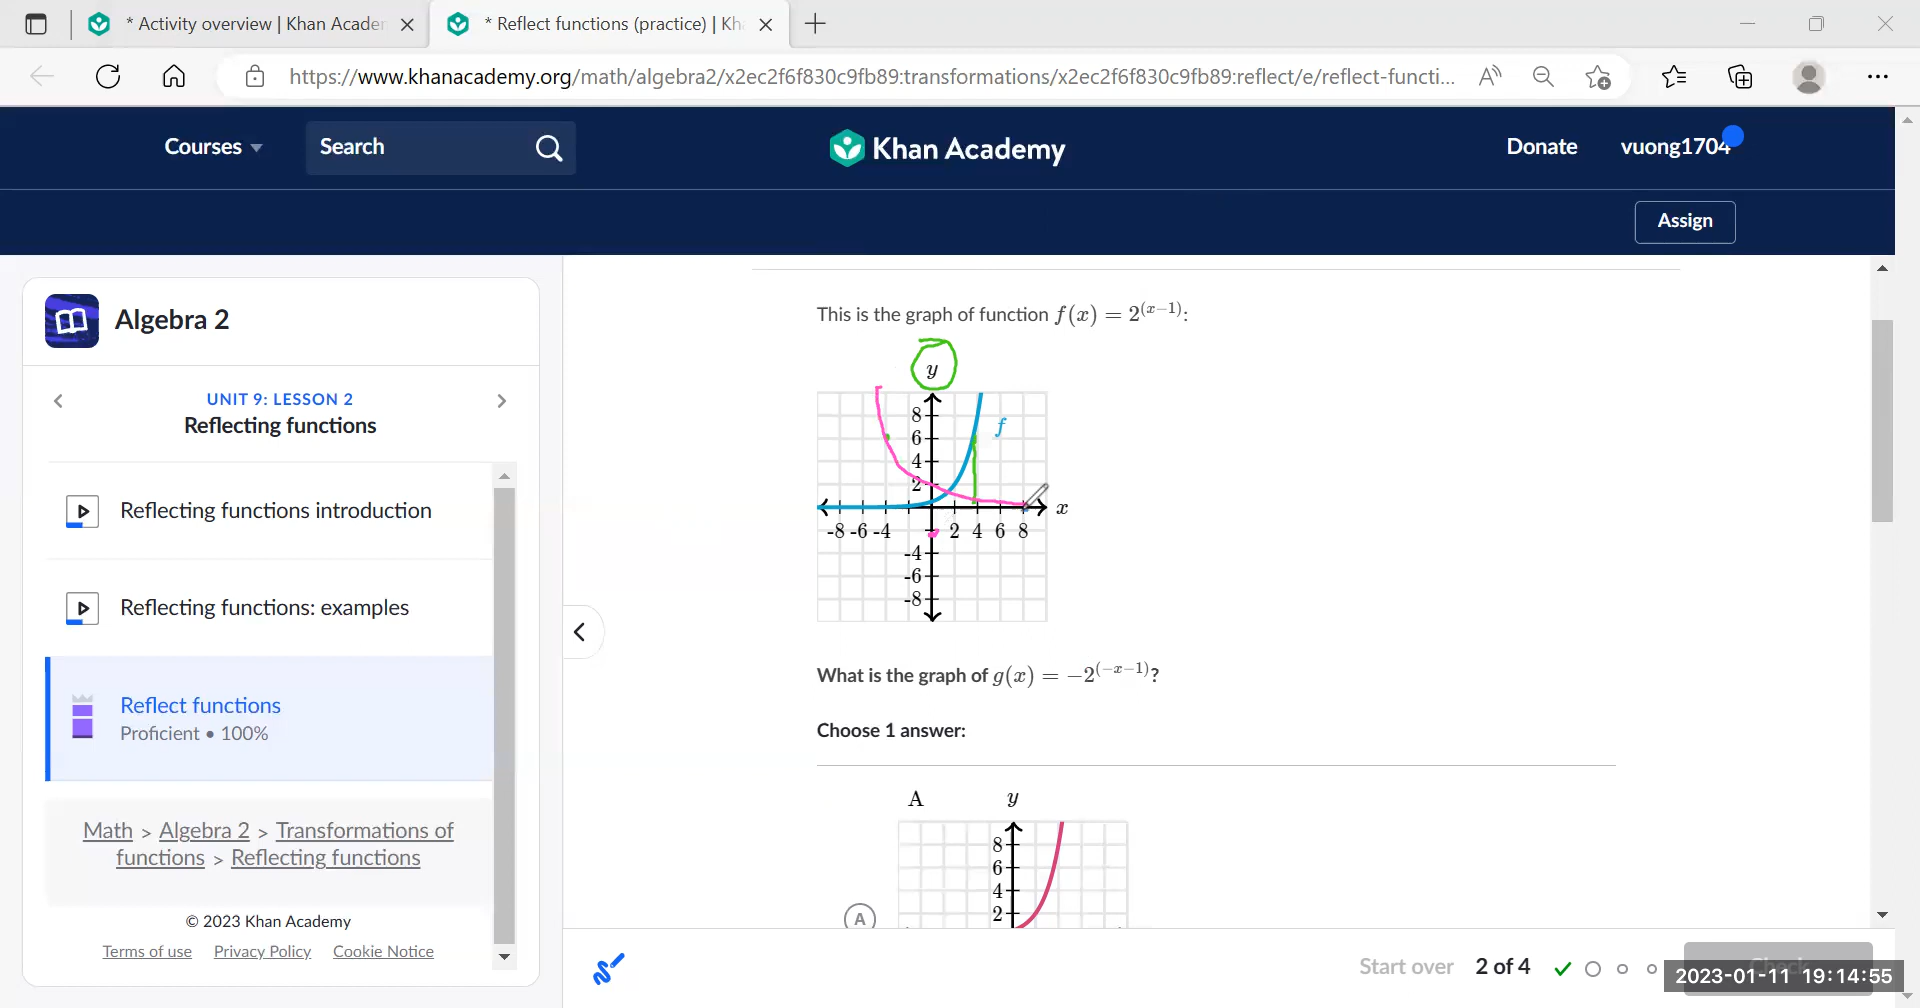 * Activity overview | Khan Acader
* Reflect functions (practice) | Kh
https://www.khanacademy.org/math/algebra2/x2ec2f6f830c9fb89:transformations/x2ec2f6f830c9fb89:reflect/e/reflect-functi...
Courses
Search
Khan Academy
Donate
vuong1704
Assign
Algebra 2
UNIT 9: LESSON 2
Reflecting functions
Reflecting functions introduction
Reflecting functions: examples
Reflect functions
Proficient • 100%
Math > Algebra 2 > Transformations of
functions > Reflecting functions
© 2023 Khan Academy
Terms of use Privacy Policy Cookie Notice
This is the graph of function f(x) = 2^(x−1):
y
8
6
f
4
2
x
-8 -6 -4 2 4 6 8
-4
-6
-8
What is the graph of g(x) = −2^(−x−1)?
Choose 1 answer:
A y
8
6
4
A
2
Start over 2 of 4
Check
2023-01-11 19:14:55